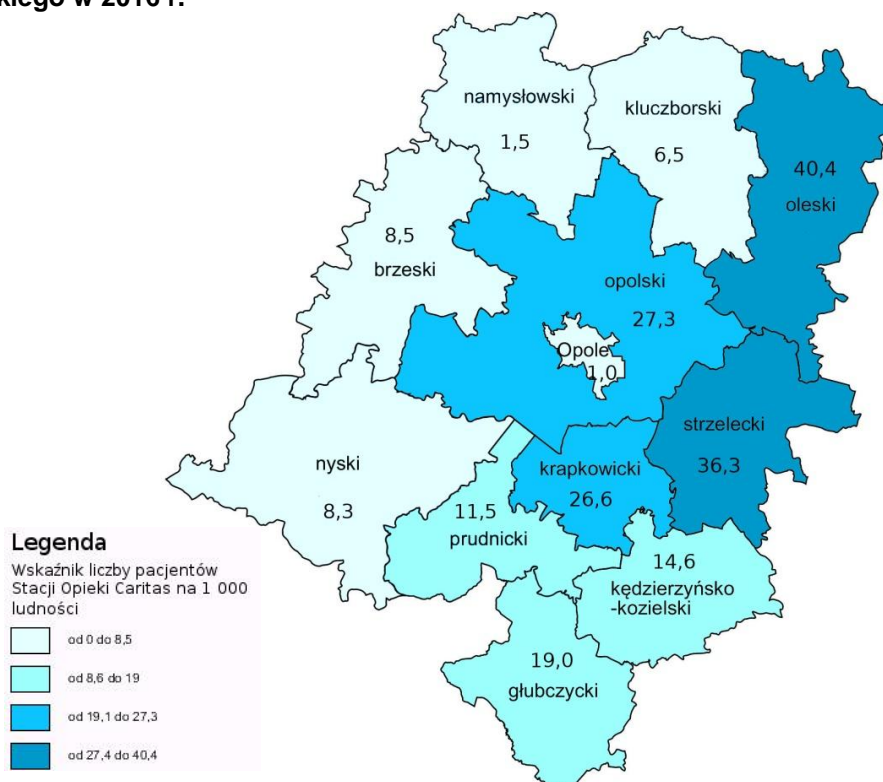 kiego w 2016 r.
namysłowski
1,5
kluczborski
6,5
40,4
oleski
8,5
brzeski
opolski
27,3
Opole
1,0
strzelecki
36,3
nyski
8,3
krapkowicki
26,6
11,5
prudnicki
14,6
kędzierzyńsko
-kozielski
19,0
głubczycki
Legenda
Wskaźnik liczby pacjentów
Stacji Opieki Caritas na 1 000
ludności
od 0 do 8,5
od 8,6 do 19
od 19,1 do 27,3
od 27,4 do 40,4